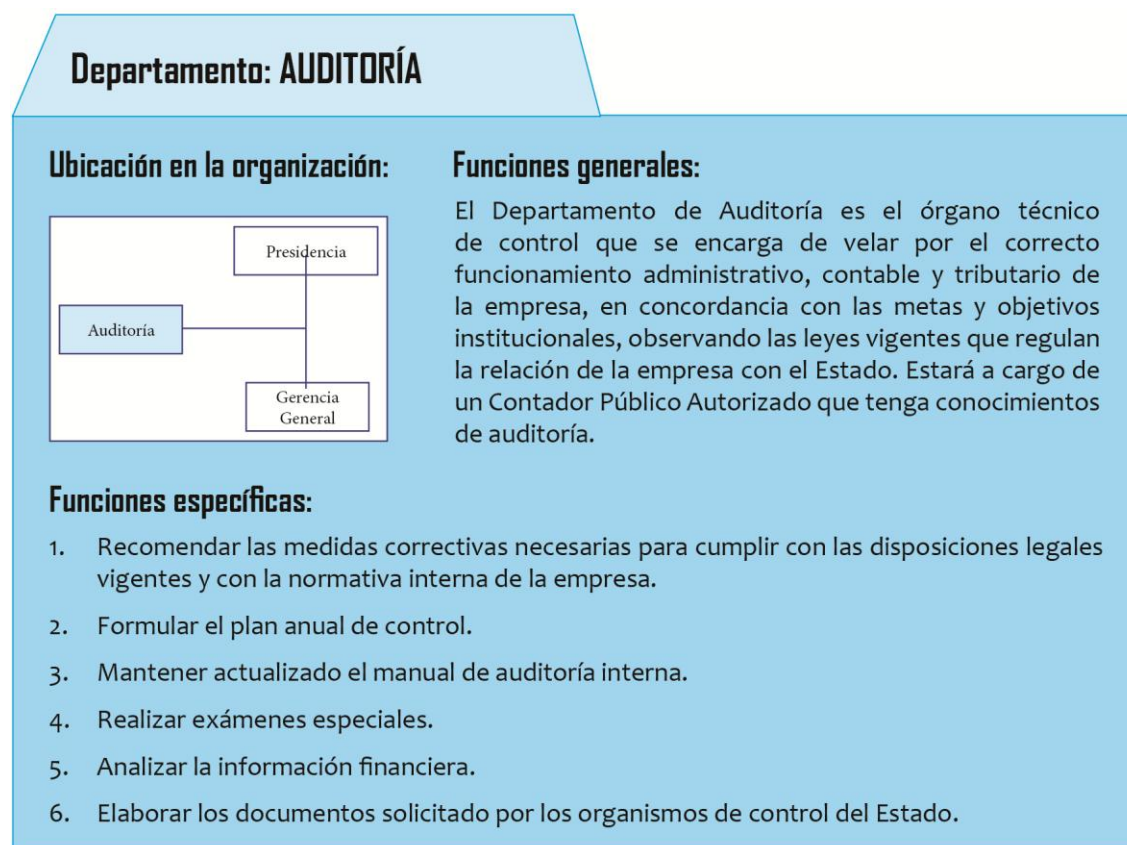 Departamento: AUDITORÍA
Ubicación en la organización:
Presidencia
Auditoría
Gerencia
General
Funciones generales:
El Departamento de Auditoría es el órgano técnico
de control que se encarga de velar por el correcto
funcionamiento administrativo, contable y tributario de
la empresa, en concordancia con las metas y objetivos
institucionales, observando las leyes vigentes que regulan
la relación de la empresa con el Estado. Estará a cargo de
un Contador Público Autorizado que tenga conocimientos
de auditoría.
Funciones específicas:
1. Recomendar las medidas correctivas necesarias para cumplir con las disposiciones legales
vigentes y con la normativa interna de la empresa.
2. Formular el plan anual de control.
3. Mantener actualizado el manual de auditoría interna.
4. Realizar exámenes especiales.
5. Analizar la información financiera.
6. Elaborar los documentos solicitado por los organismos de control del Estado.